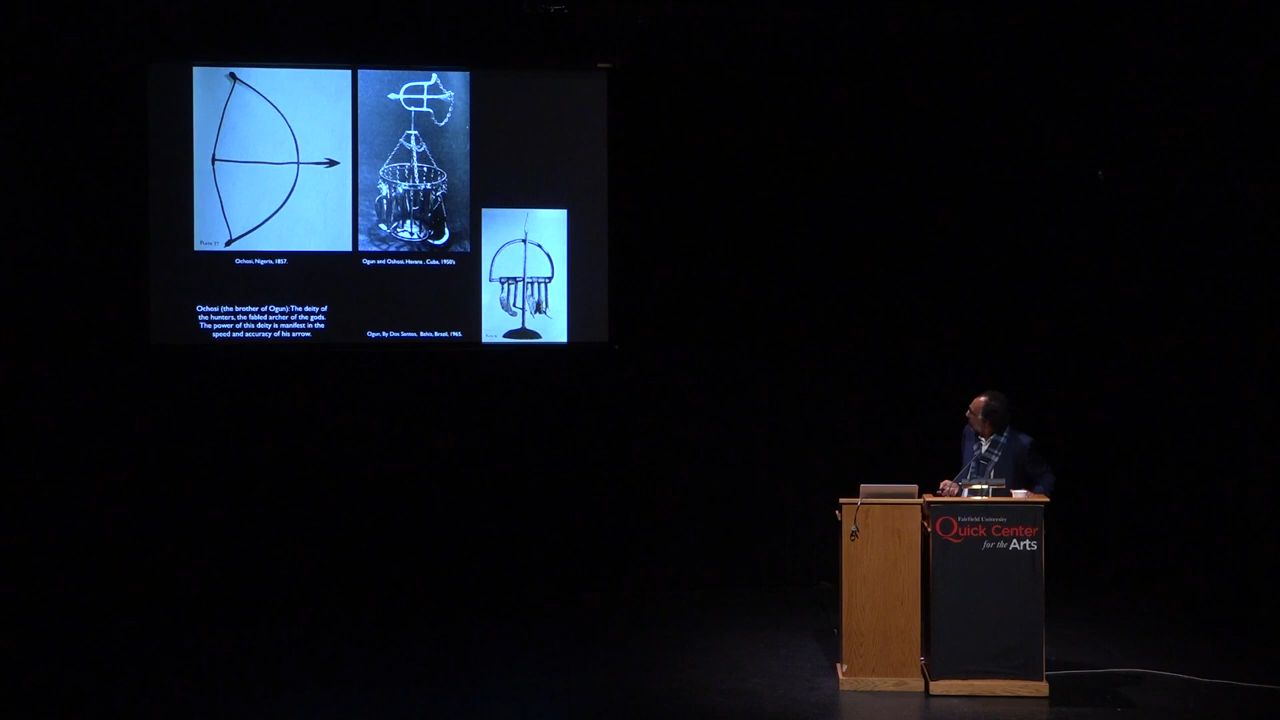 Ochosi, Nigeria, 1857.
Ogun and Oshosi, Havana . Cuba, 1950's
Ochosi (the brother of Ogun): The deity of
the hunters, the fabled archer of the gods.
The power of this deity is manifest in the
speed and accuracy of his arrow.
Ogun, By Dos Santos, Bahia, Brazil, 1965.
Fairfield University
Quick Center
for the Arts